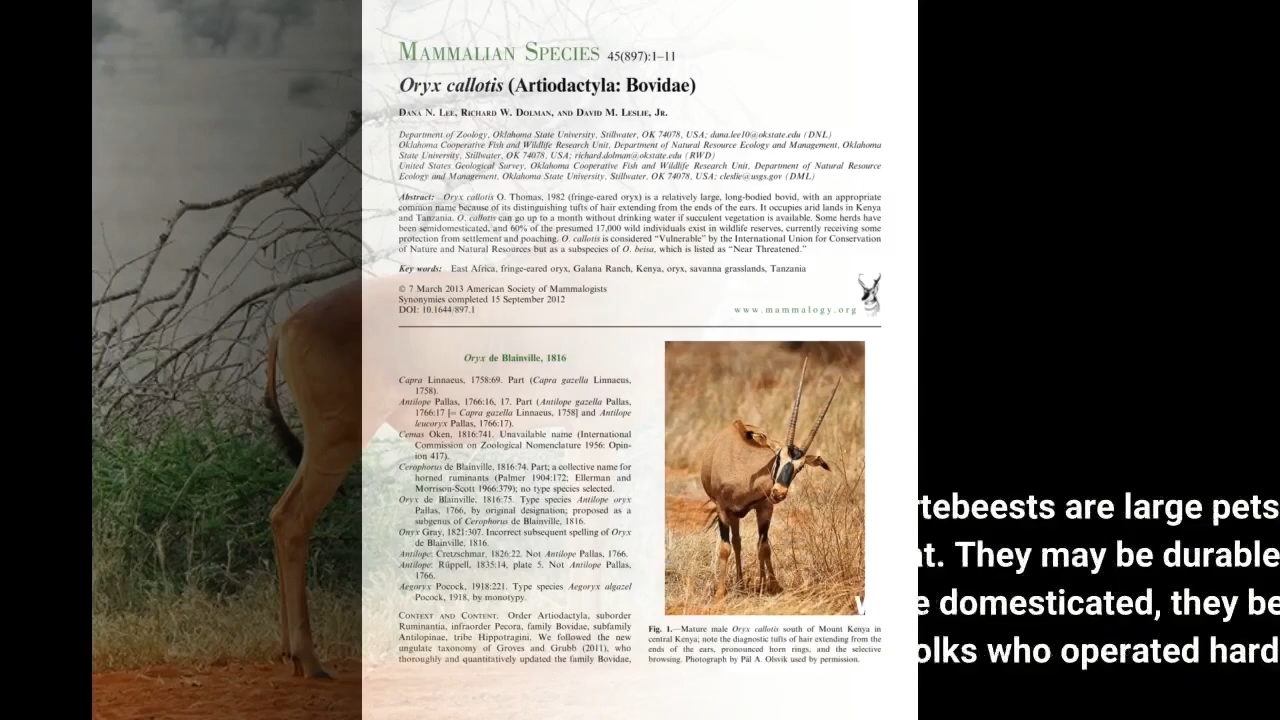 MAMMALIAN SPECIES 45(897):1–11
Oryx callotis (Artiodactyla: Bovidae)
DANA N. LEE, RICHARD W. DOLMAN, AND DAVID M. LESLIE, JR.
Department of Zoology, Oklahoma State University, Stillwater, OK 74078, USA; dana.lee10@okstate.edu (DNL)
Oklahoma Cooperative Fish and Wildlife Research Unit, Department of Natural Resource Ecology and Management, Oklahoma
State University, Stillwater, OK 74078, USA; richard.dolman@okstate.edu (RWD)
United States Geological Survey, Oklahoma Cooperative Fish and Wildlife Research Unit, Department of Natural Resource
Ecology and Management, Oklahoma State University, Stillwater, OK 74078, USA; cleslie@usgs.gov (DML)
Abstract: Oryx callotis O. Thomas, 1982 (fringe-eared oryx) is a relatively large, long-bodied bovid, with an appropriate
common name because of its distinguishing tufts of hair extending from the ends of the ears. It occupies arid lands in Kenya
and Tanzania. O. callotis can go up to a month without drinking water if succulent vegetation is available. Some herds have
been semidomesticated, and 60% of the presumed 17,000 wild individuals exist in wildlife reserves, currently receiving some
protection from settlement and poaching. O. callotis is considered “Vulnerable” by the International Union for Conservation
of Nature and Natural Resources but as a subspecies of O. beisa, which is listed as “Near Threatened.”
Key words: East Africa, fringe-eared oryx, Galana Ranch, Kenya, oryx, savanna grasslands, Tanzania
© 7 March 2013 American Society of Mammalogists
Synonymies completed 15 September 2012
DOI: 10.1644/897.1
www.mammalogy.org
Oryx de Blainville, 1816
Capra Linnaeus, 1758:69. Part (Capra gazella Linnaeus,
1758).
Antilope Pallas, 1766:16, 17. Part (Antilope gazella Pallas,
1766:17 [= Capra gazella Linnaeus, 1758] and Antilope
leucoryx Pallas, 1766:17).
Cemas Oken, 1816:741. Unavailable name (International
Commission on Zoological Nomenclature 1956: Opin-
ion 417).
Cerophorus de Blainville, 1816:74. Part; a collective name for
horned ruminants (Palmer 1904:172; Ellerman and
Morrison-Scott 1966:379); no type species selected.
Oryx de Blainville, 1816:75. Type species Antilope oryx
Pallas, 1766, by original designation; proposed as a
subgenus of Cerophorus de Blainville, 1816.
Onyx Gray, 1821:307. Incorrect subsequent spelling of Oryx
de Blainville, 1816.
Antilope: Cretzschmar, 1826:22. Not Antilope Pallas, 1766.
Antilope: Rüppell, 1835:14, plate 5. Not Antilope Pallas,
1766.
Aegoryx Pocock, 1918:221. Type species Aegoryx algazel
Pocock, 1918, by monotypy.
CONTEXT AND CONTENT. Order Artiodactyla, suborder
Ruminantia, infraorder Pecora, family Bovidae, subfamily
Antilopinae, tribe Hippotragini. We followed the new
ungulate taxonomy of Groves and Grubb (2011), who
thoroughly and quantitatively updated the family Bovidae,
Fig. 1.—Mature male Oryx callotis south of Mount Kenya in
central Kenya; note the diagnostic tufts of hair extending from the
ends of the ears, pronounced horn rings, and the selective
browsing. Photograph by Pål A. Olsvik used by permission.
rtebeests are large pets
at. They may be durable
e domesticated, they be
olks who operated hard